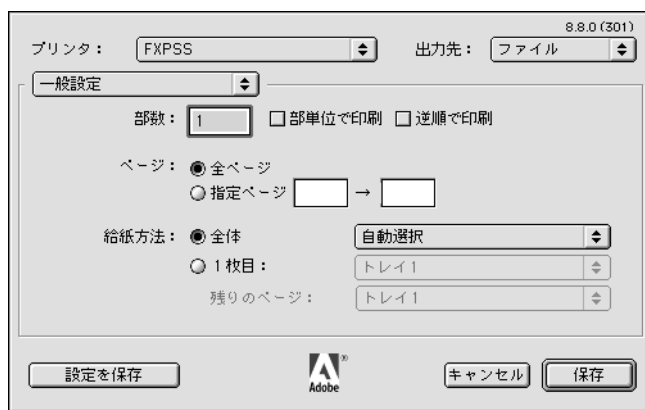 8.8.0 (301)
プリンタ： FXPSS 出力先： ファイル
一般設定
部数： 1 部単位で印刷 逆順で印刷
ページ： 全ページ
指定ページ →
給紙方法： 全体 自動選択
1枚目： トレイ1
残りのページ： トレイ1
設定を保存 Adobe ® キャンセル 保存